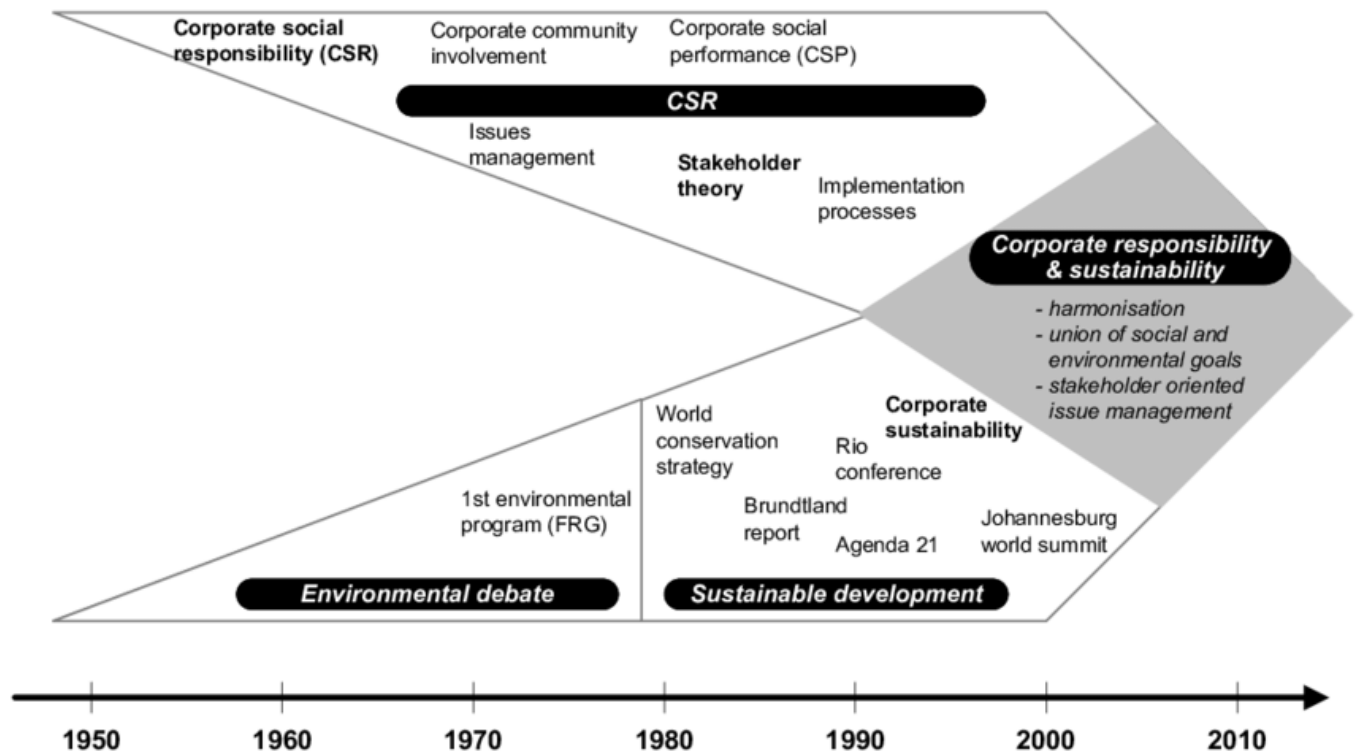 Corporate social
responsibility (CSR)
Corporate community
involvement
Corporate social
performance (CSP)
CSR
Issues
management
Stakeholder
theory
Implementation
processes
Corporate responsibility
& sustainability
- harmonisation
- union of social and
environmental goals
- stakeholder oriented
issue management
Corporate
sustainability
World
conservation
strategy
Rio
conference
1st environmental
program (FRG)
Brundtland
report
Agenda 21
Johannesburg
world summit
Environmental debate
Sustainable development
1950 1960 1970 1980 1990 2000 2010